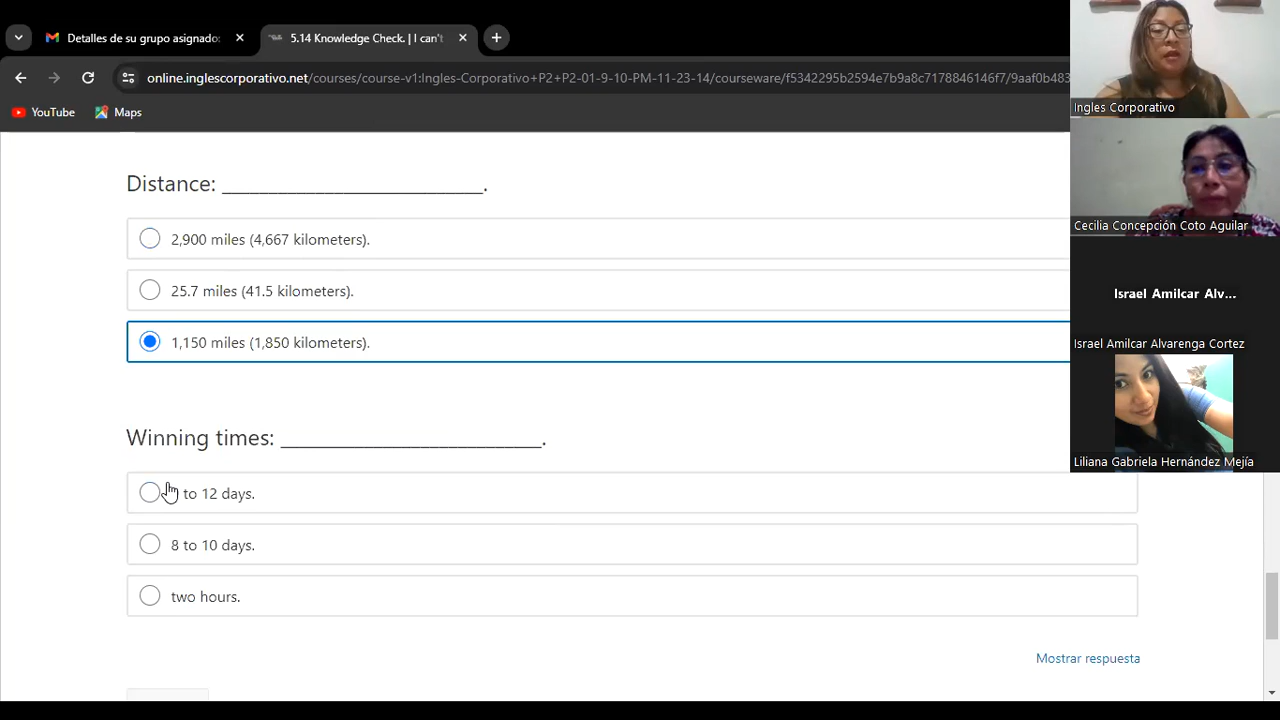 Detalles de su grupo asignado:
5.14 Knowledge Check. | I can't
online.inglescorporativo.net/courses/course-v1:Ingles-Corporativo+P2+P2-01-9-10-PM-11-23-14/courseware/f5342295b2594e7b9a8c7178846146f7/9aaf0b483
YouTube
Maps
Ingles Corporativo
Distance: ____________________________.
2,900 miles (4,667 kilometers).
Cecilia Concepción Coto Aguilar
25.7 miles (41.5 kilometers).
Israel Amilcar Alv...
1,150 miles (1,850 kilometers).
Israel Amilcar Alvarenga Cortez
Winning times: ____________________________.
Liliana Gabriela Hernández Mejía
to 12 days.
8 to 10 days.
two hours.
Mostrar respuesta